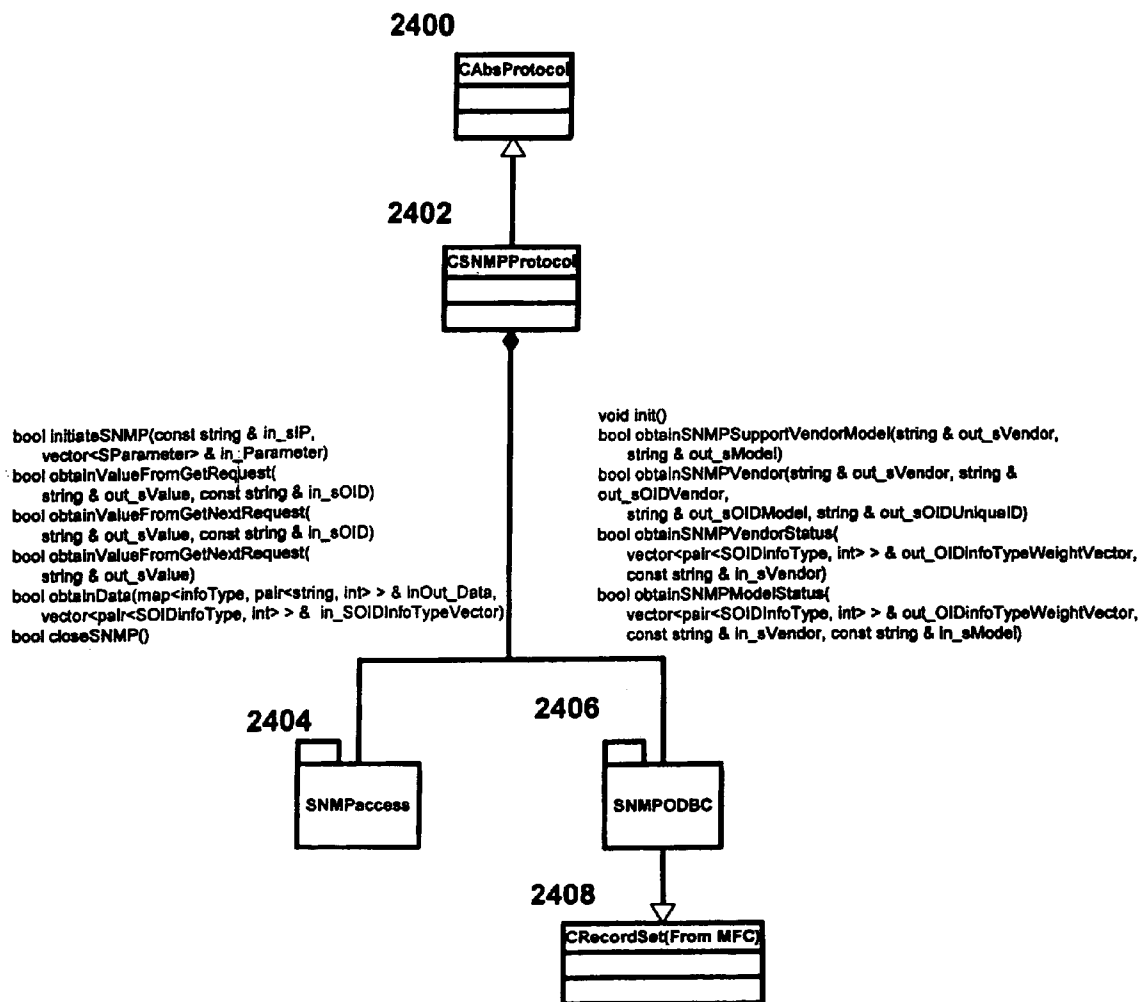 2400
CAbsProtocol
2402
CSNMPProtocol
bool initiateSNMP(const string & in_sIP,
vector<SParameter> & in_Parameter)
bool obtainValueFromGetRequest(
string & out_sValue, const string & in_sOID)
bool obtainValueFromGetNextRequest(
string & out_sValue, const string & in_sOID)
bool obtainValueFromGetNextRequest(
string & out_sValue)
bool obtainData(map<infoType, pair<string, int> > & inOut_Data,
vector<pair<SOIDinfoType, int> > & in_SOIDInfoTypeVector)
bool closeSNMP()
void init()
bool obtainSNMPSupportVendorModel(string & out_sVendor,
string & out_sModel)
bool obtainSNMPVendor(string & out_sVendor, string &
out_sOIDVendor,
string & out_sOIDModel, string & out_sOIDUniqueID)
bool obtainSNMPVendorStatus(
vector<pair<SOIDinfoType, int> > & out_OIDinfoTypeWeightVector,
const string & in_sVendor)
bool obtainSNMPModelStatus(
vector<pair<SOIDinfoType, int> > & out_OIDinfoTypeWeightVector,
const string & in_sVendor, const string & in_sModel)
2404
SNMPaccess
2406
SNMPODBC
2408
CRecordSet(From MFC)